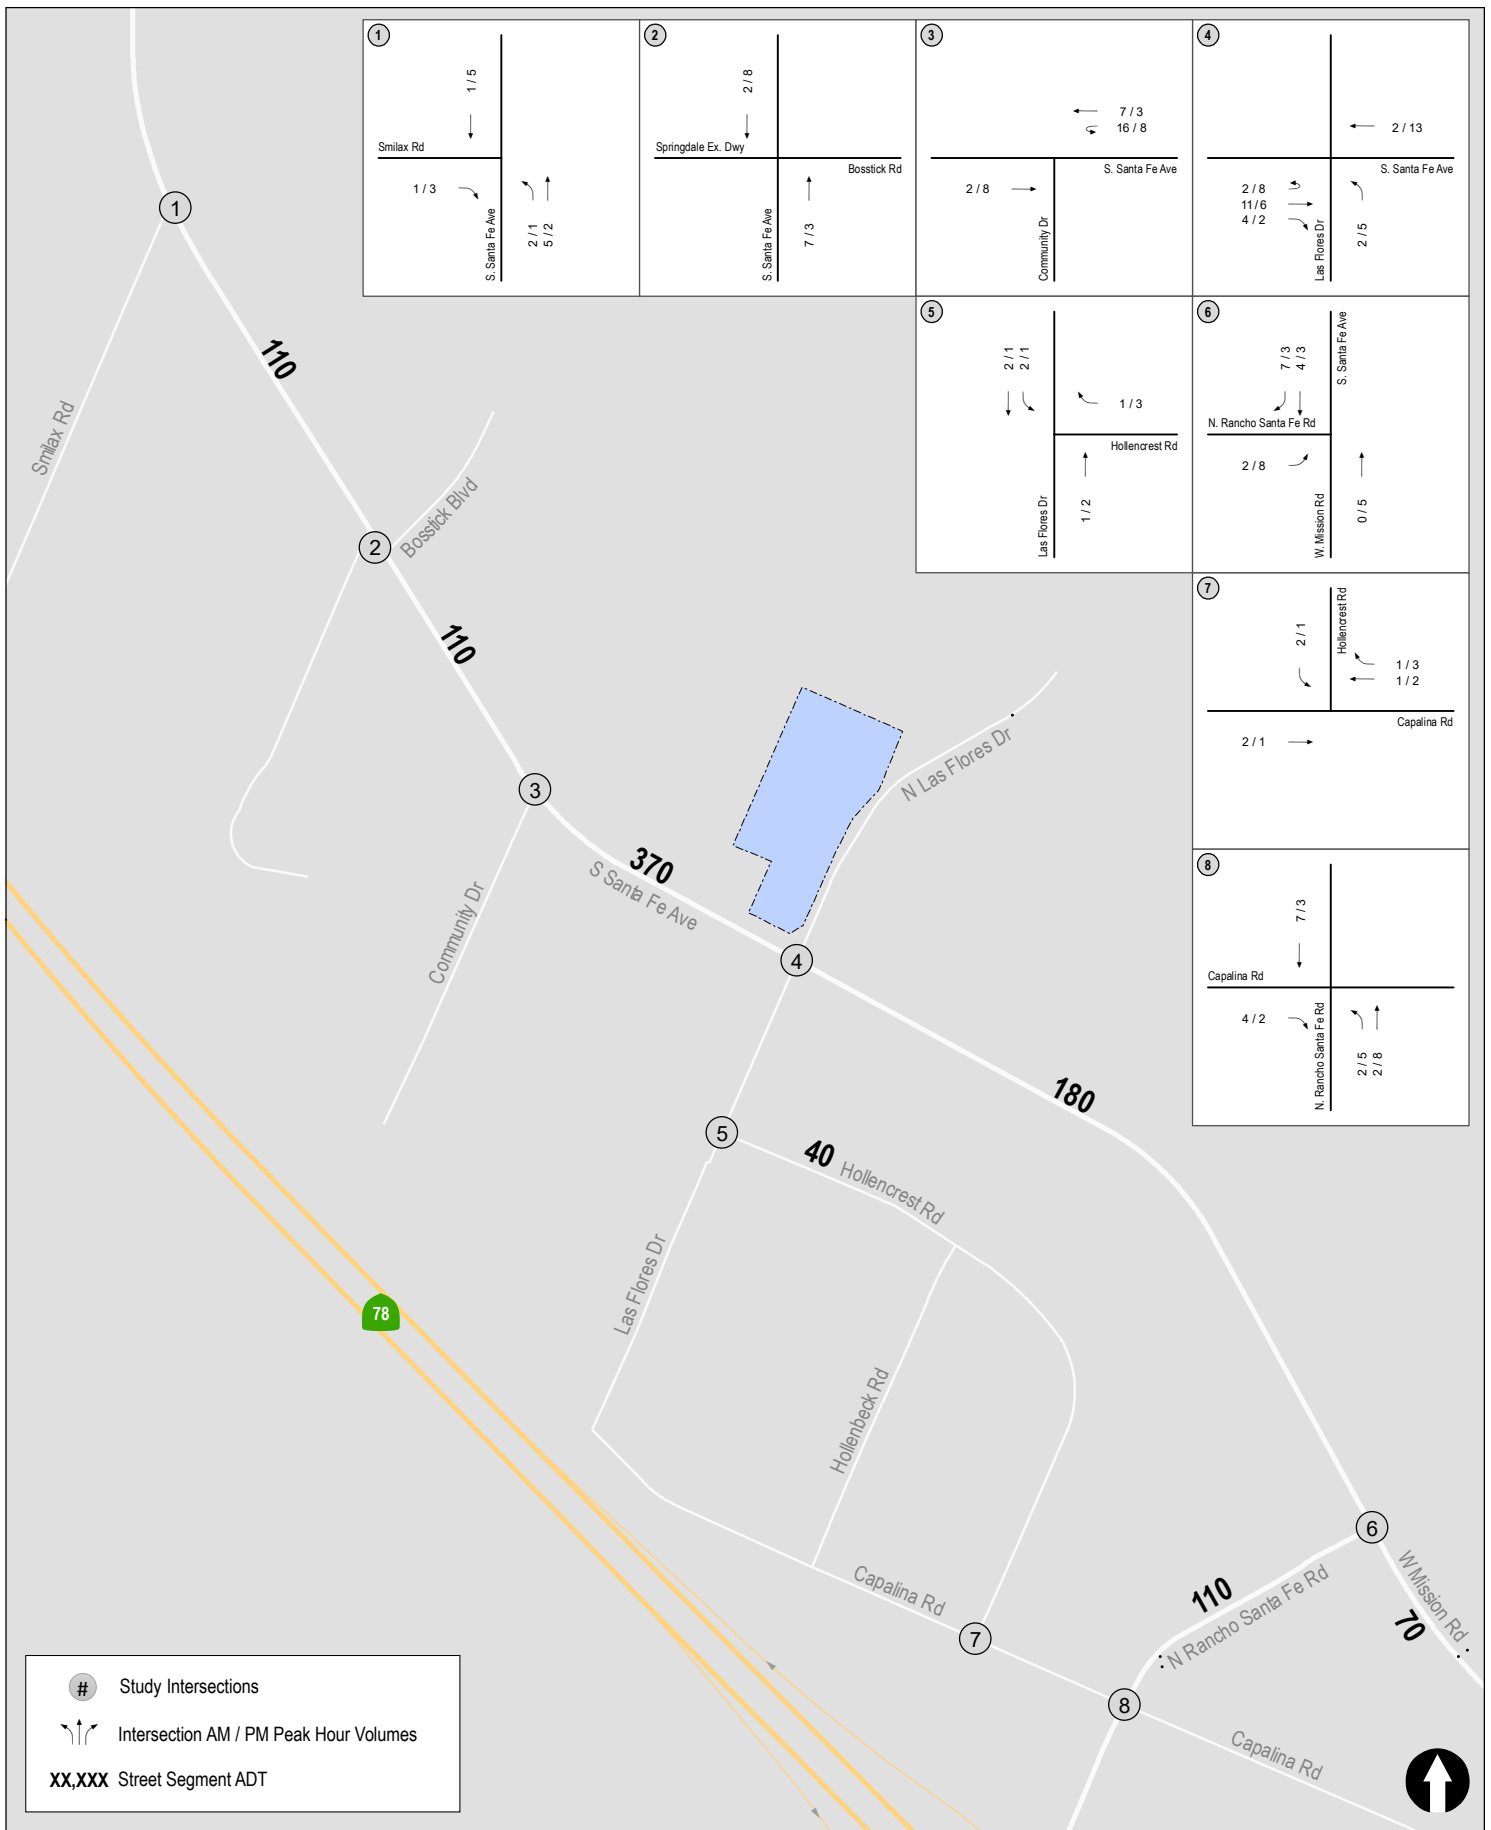 1
1 / 5
Smilax Rd
1 / 3
S. Santa Fe Ave
2 / 1
5 / 2
2
2 / 8
Springdale Ex. Dwy
Bosstick Rd
S. Santa Fe Ave
7 / 3
3
7 / 3
16 / 8
S. Santa Fe Ave
2 / 8
Community Dr
4
2 / 13
S. Santa Fe Ave
2 / 8
11 / 6
4 / 2
Las Flores Dr
2 / 5
5
2 / 1
2 / 1
1 / 3
Hollencrest Rd
Las Flores Dr
1 / 2
6
7 / 3
4 / 3
S. Santa Fe Ave
N. Rancho Santa Fe Rd
2 / 8
W. Mission Rd
0 / 5
7
2 / 1
Hollencrest Rd
1 / 3
1 / 2
Capalina Rd
2 / 1
8
7 / 3
Capalina Rd
4 / 2
N. Rancho Santa Fe Rd
2 / 5
2 / 8
1
110
Smilax Rd
2
Bosstick Blvd
110
3
N Las Flores Dr
370
S Santa Fe Ave
Community Dr
4
180
5
40
Hollencrest Rd
Las Flores Dr
78
Hollenbeck Rd
6
W Mission Rd
70
110
N Rancho Santa Fe Rd
Capalina Rd
7
8
Capalina Rd
# Study Intersections
Intersection AM / PM Peak Hour Volumes
XX,XXX Street Segment ADT